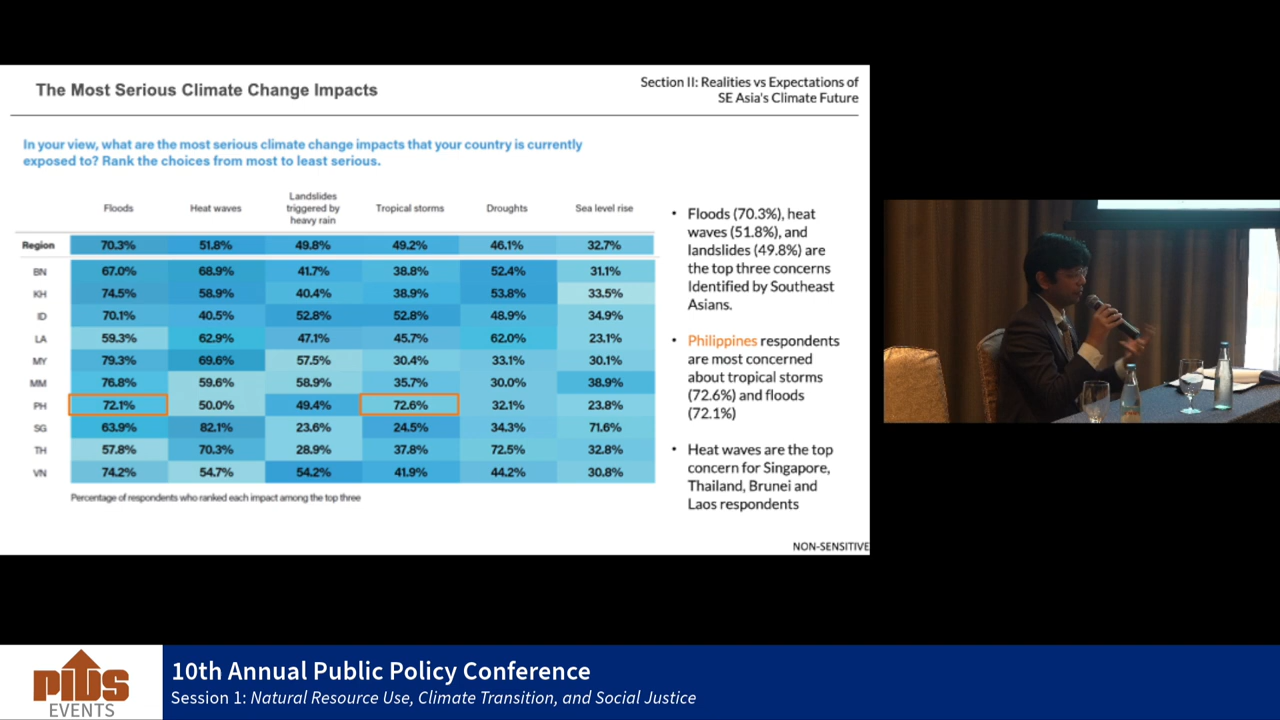 The Most Serious Climate Change Impacts
Section II: Realities vs Expectations of
SE Asia's Climate Future
In your view, what are the most serious climate change impacts that your country is currently
exposed to? Rank the choices from most to least serious.
Floods Heat waves Landslides triggered by heavy rain Tropical storms Droughts Sea level rise
Region 70.3% 51.8% 49.8% 49.2% 46.1% 32.7%
BN 67.0% 68.9% 41.7% 38.8% 52.4% 31.1%
KH 74.5% 58.9% 40.4% 38.9% 53.8% 33.5%
ID 70.1% 40.5% 52.8% 52.8% 48.9% 34.9%
LA 59.3% 62.9% 47.1% 45.7% 62.0% 23.1%
MY 79.3% 69.6% 57.5% 30.4% 33.1% 30.1%
MM 76.8% 59.6% 58.9% 35.7% 30.0% 38.9%
PH 72.1% 50.0% 49.4% 72.6% 32.1% 23.8%
SG 63.9% 82.1% 23.6% 24.5% 34.3% 71.6%
TH 57.8% 70.3% 28.9% 37.8% 72.5% 32.8%
VN 74.2% 54.7% 54.2% 41.9% 44.2% 30.8%
Percentage of respondents who ranked each impact among the top three
• Floods (70.3%), heat
waves (51.8%), and
landslides (49.8%) are
the top three concerns
Identified by Southeast
Asians.
• Philippines respondents
are most concerned
about tropical storms
(72.6%) and floods
(72.1%)
• Heat waves are the top
concern for Singapore,
Thailand, Brunei and
Laos respondents
NON-SENSITIVE
PIDS
EVENTS
10th Annual Public Policy Conference
Session 1: Natural Resource Use, Climate Transition, and Social Justice